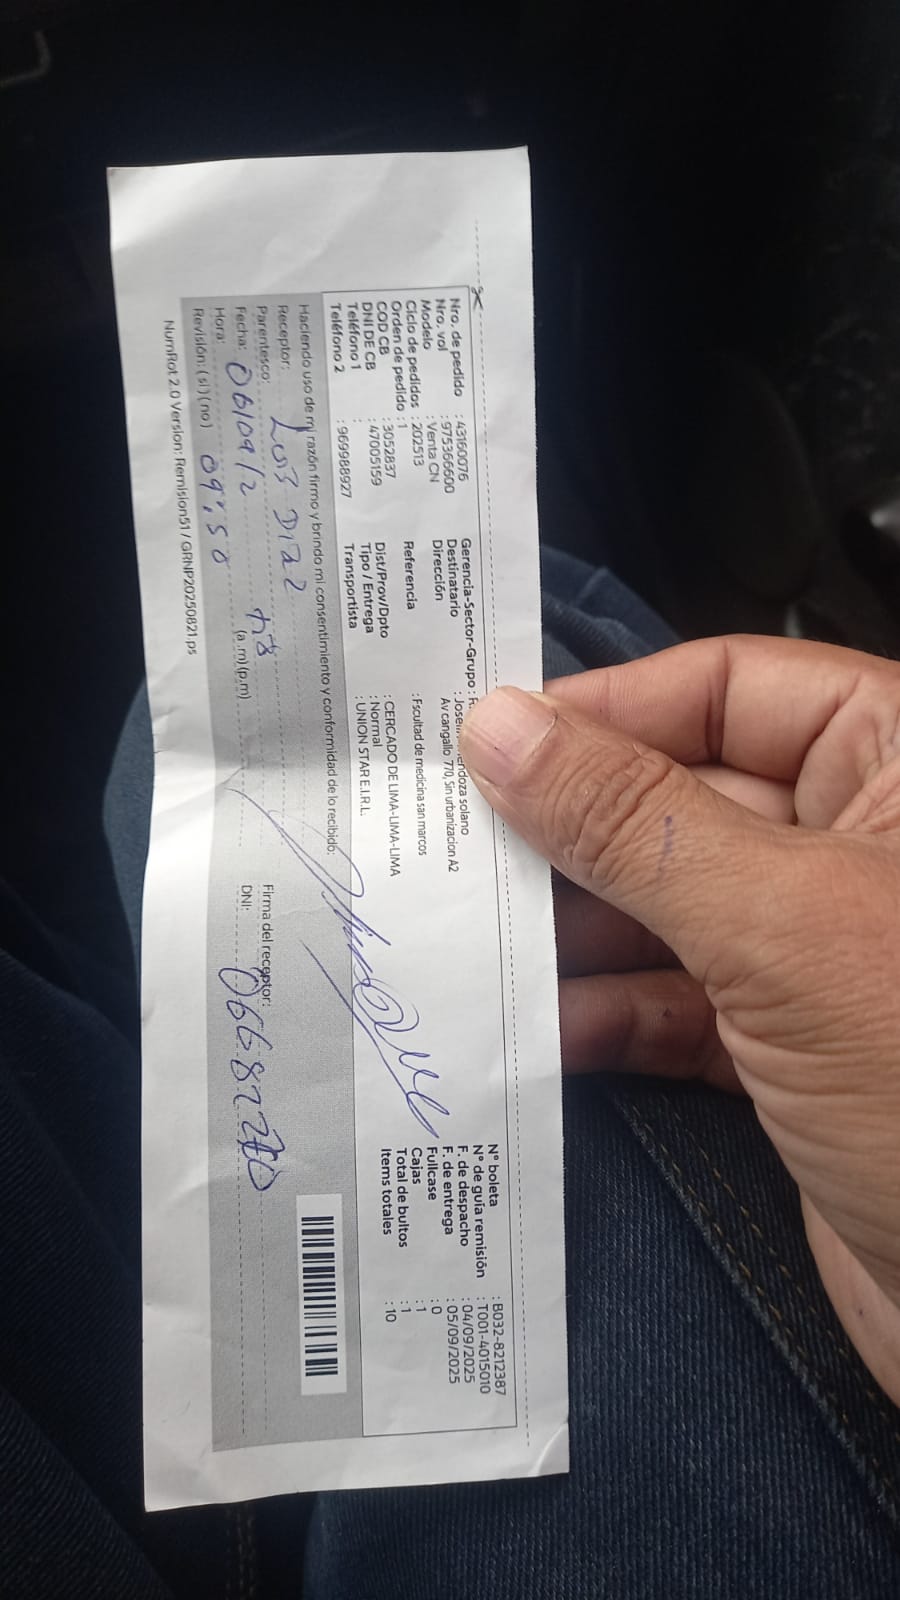 Nro. de pedido : 43160076
Nro. vol : 975366600
Modelo : Venta CN
Ciclo de pedidos : 202513
Orden de pedido : 1
COD CB : 3052837
DNI DE CB : 47005159
Teléfono 1 :
Teléfono 2 : 969988927
Gerencia-Sector-Grupo :
Destinatario : endoza solano
Dirección Av cangallo 770, Sin urbanizacion A2
Referencia : Fscultad de medicina san marcos
Dist/Prov/Dpto : CERCADO DE LIMA-LIMA-LIMA
Tipo / Entrega : Normal
Transportista : UNION STAR E.I.R.L.
N° boleta : B032-8212387
N° de guía remisión : T001-4015010
F. de despacho : 04/09/2025
F. de entrega : 05/09/2025
Fullcase : 0
Cajas : 1
Total de bultos : 1
Items totales : 10
Haciendo uso de mi razón firmo y brindo mi consentimiento y conformidad de lo recibido:
Receptor: Luis Diaz
Parentesco:
Fecha: 06/09/2
Hora: 09:50 (a.m) (p.m)
Revisión: (si) (no)
Firma del receptor:
DNI:
NumRot 2.0 Version: Remision51 / GRNP20250821.ps